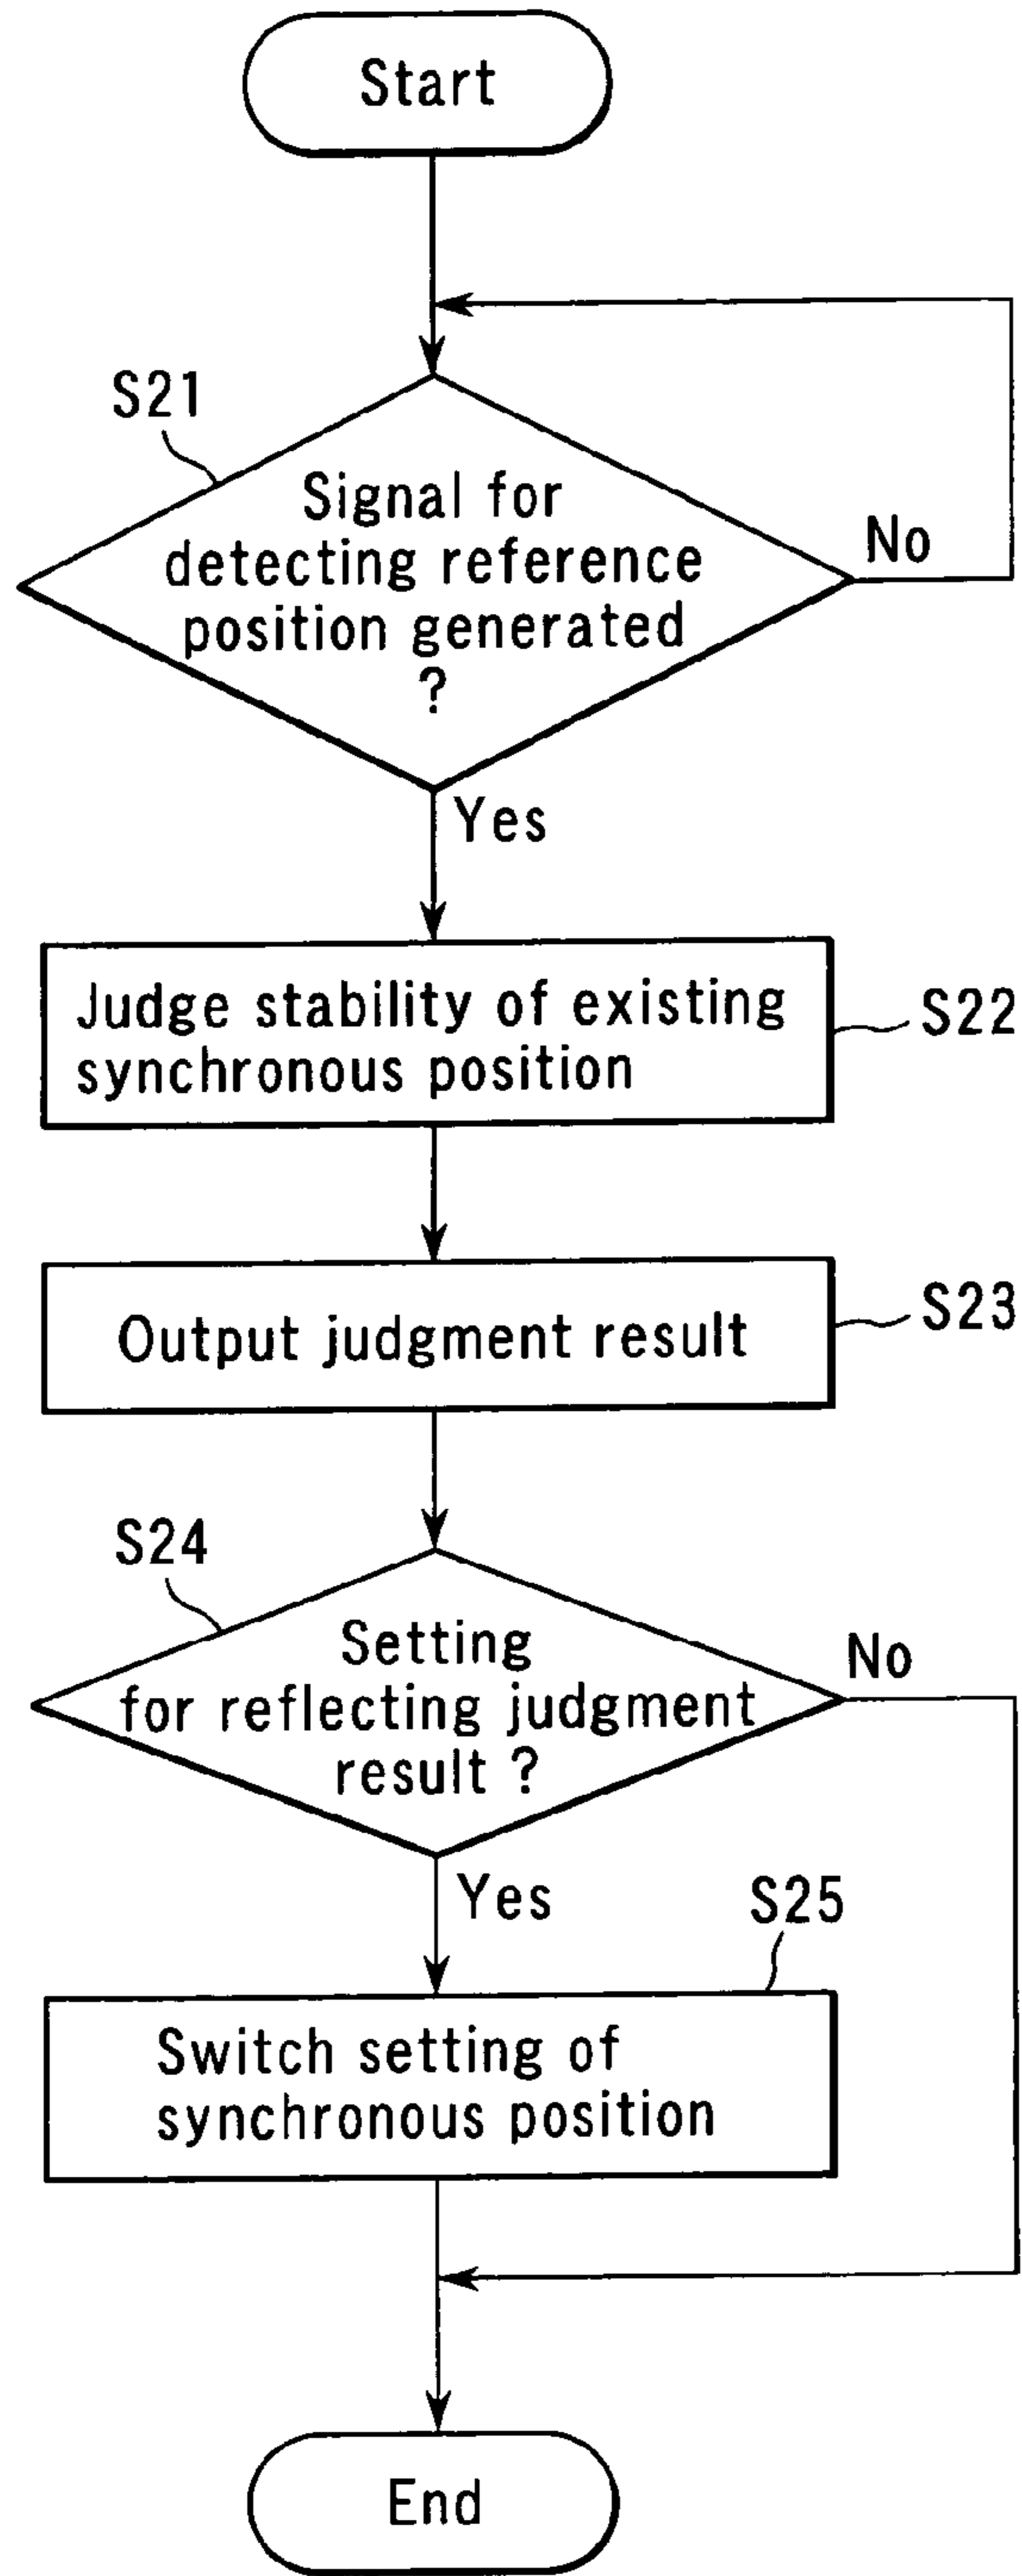 Start
S21
Signal for
detecting reference
position generated
?
No
Yes
Judge stability of existing
synchronous position
S22
Output judgment result
S23
S24
Setting
for reflecting judgment
result ?
No
Yes
S25
Switch setting of
synchronous position
End